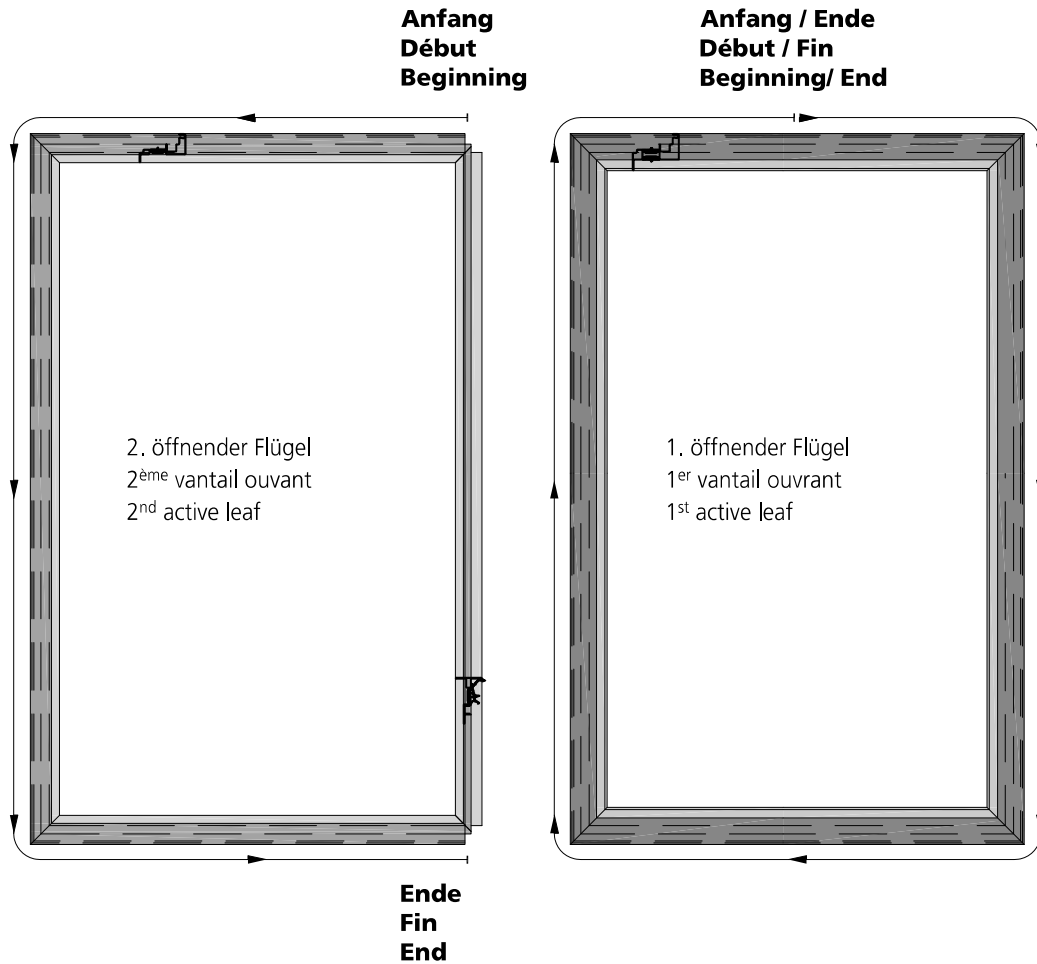 Anfang
Début
Beginning
Anfang / Ende
Début / Fin
Beginning/ End
2. öffnender Flügel
2ème vantail ouvant
2nd active leaf
1. öffnender Flügel
1er vantail ouvrant
1st active leaf
Ende
Fin
End